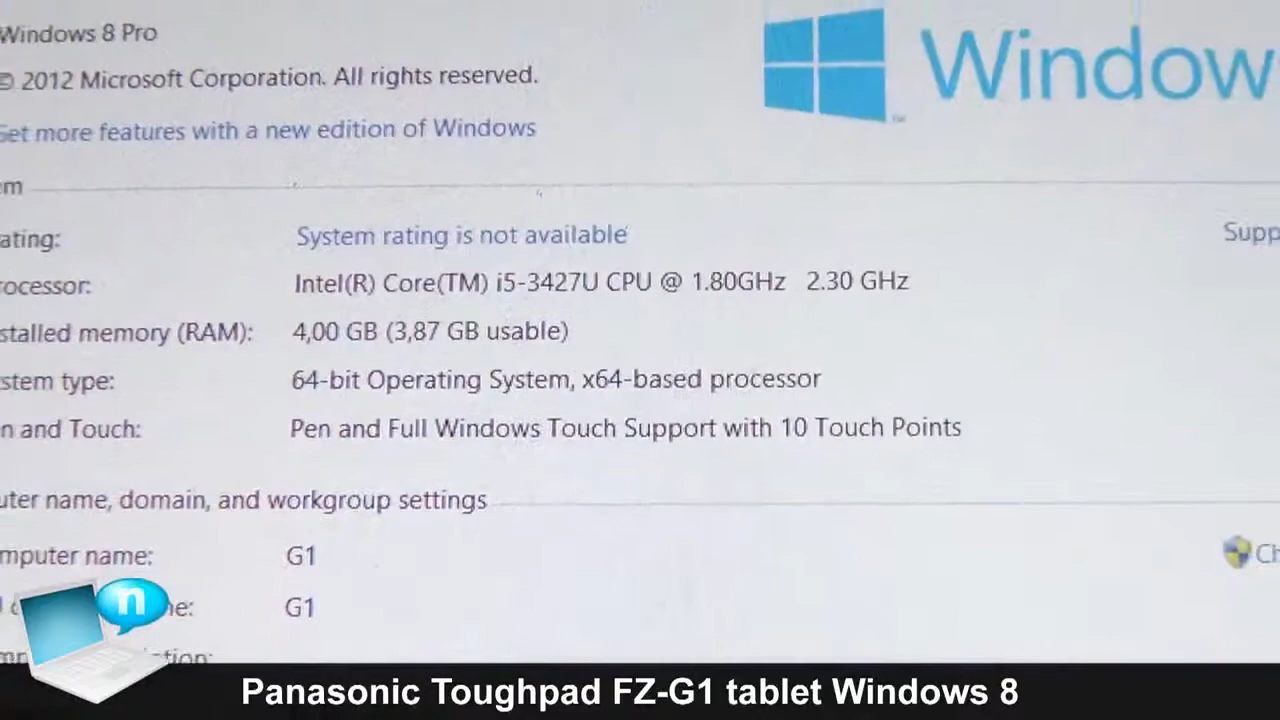 Windows 8 Pro
© 2012 Microsoft Corporation. All rights reserved.
Get more features with a new edition of Windows
Window
em
ating:
System rating is not available
Supp
rocessor:
Intel(R) Core(TM) i5-3427U CPU @ 1.80GHz 2.30 GHz
stalled memory (RAM):
4,00 GB (3,87 GB usable)
stem type:
64-bit Operating System, x64-based processor
n and Touch:
Pen and Full Windows Touch Support with 10 Touch Points
uter name, domain, and workgroup settings
mputer name:
G1
Ch
ne:
G1
n
Panasonic Toughpad FZ-G1 tablet Windows 8